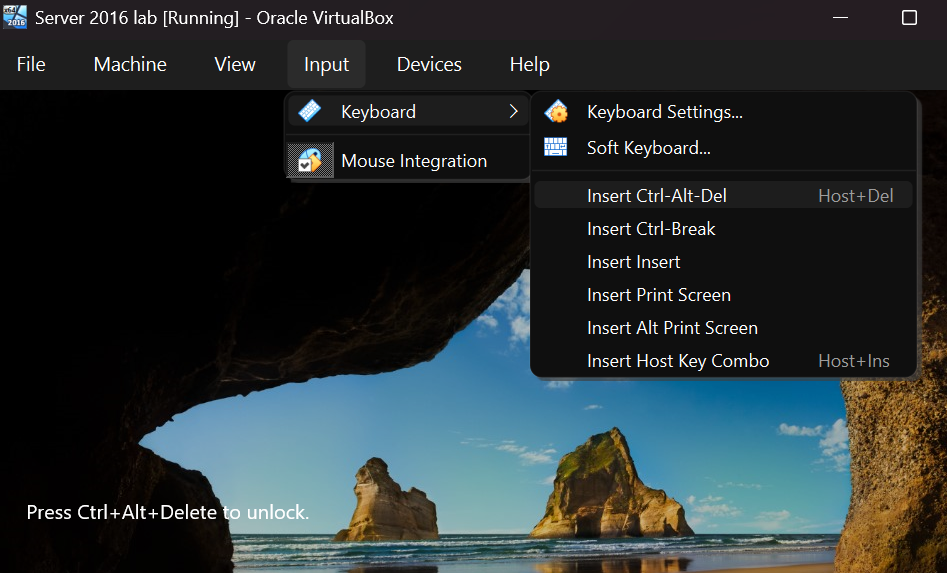 x64
2016
Server 2016 lab [Running] - Oracle VirtualBox
File Machine View Input Devices Help
Keyboard
Mouse Integration
Keyboard Settings...
Soft Keyboard...
Insert Ctrl-Alt-Del Host+Del
Insert Ctrl-Break
Insert Insert
Insert Print Screen
Insert Alt Print Screen
Insert Host Key Combo Host+Ins
Press Ctrl+Alt+Delete to unlock.